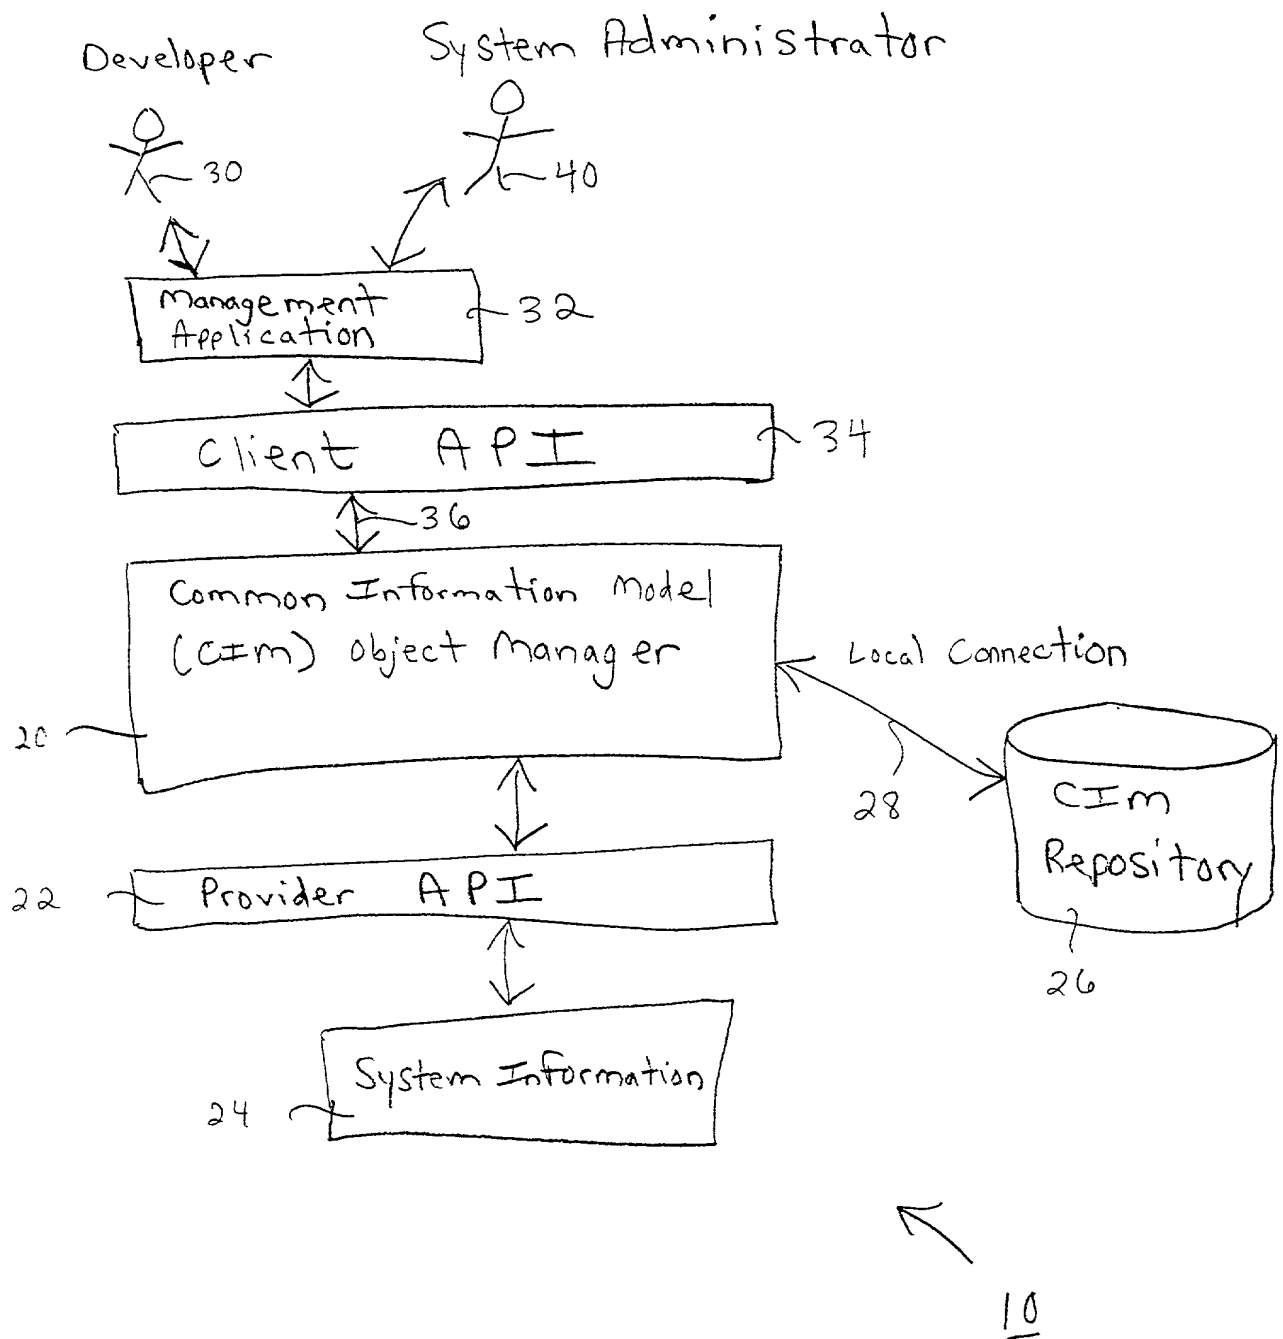 Developer
System Administrator
30
40
Management
Application
32
Client API
34
36
Common Information Model
(CIM) Object Manager
Local Connection
20
28
CIM
Repository
Provider API
22
26
System Information
24
10